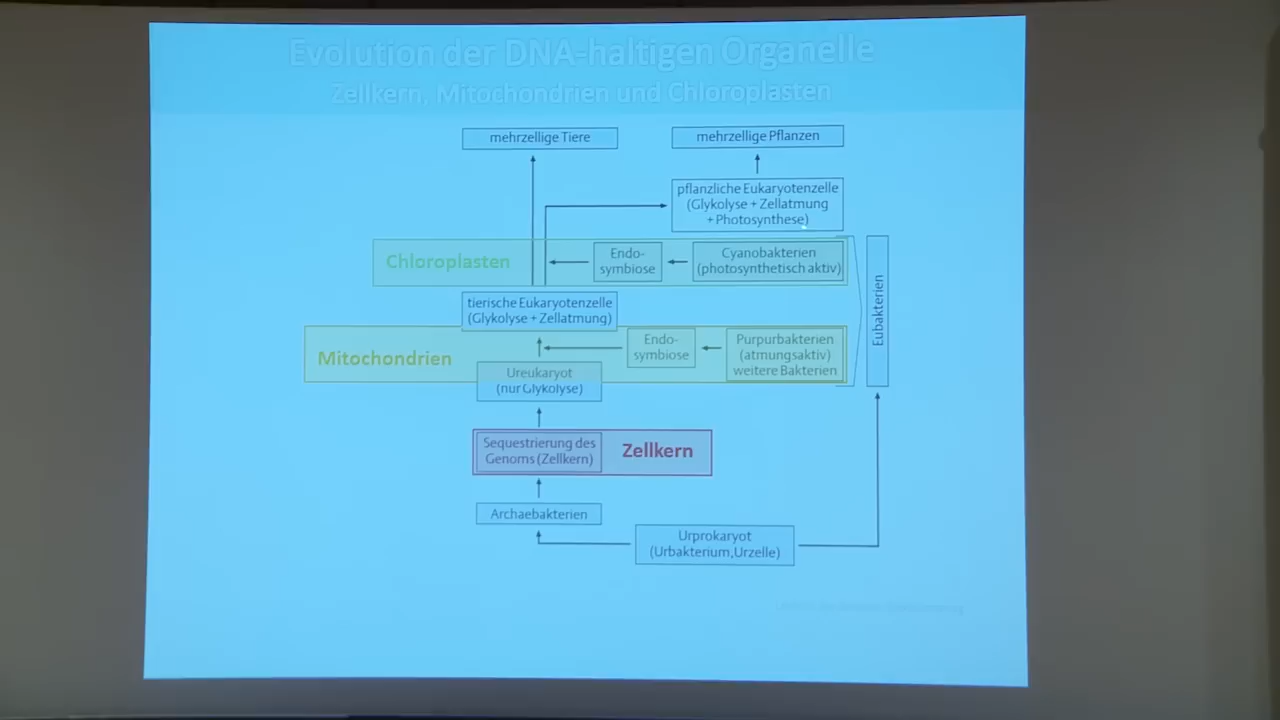 Evolution der DNA-haltigen Organelle
Zellkern, Mitochondrien und Chloroplasten
mehrzellige Tiere
mehrzellige Pflanzen
pflanzliche Eukaryotenzelle
(Glykolyse + Zellatmung
+ Photosynthese)
Chloroplasten
Endo-
symbiose
Cyanobakterien
(photosynthetisch aktiv)
Eubakterien
tierische Eukaryotenzelle
(Glykolyse + Zellatmung)
Mitochondrien
Endo-
symbiose
Purpurbakterien
(atmungsaktiv)
weitere Bakterien
Ureukaryot
(nur Glykolyse)
Sequestrierung des
Genoms (Zellkern)
Zellkern
Archaebakterien
Urprokaryot
(Urbakterium, Urzelle)